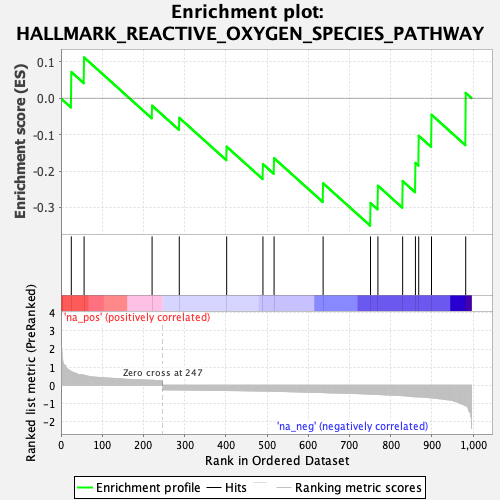 Enrichment plot:
HALLMARK_REACTIVE_OXYGEN_SPECIES_PATHWAY
Enrichment score (ES)
0.1
0.0
-0.1
-0.2
-0.3
Ranked list metric (PreRanked)
4
3
2
1
0
-1
-2
'na_pos' (positively correlated)
Zero cross at 247
'na_neg' (negatively correlated)
0 100 200 300 400 500 600 700 800 900 1,000
Rank in Ordered Dataset
Enrichment profile Hits Ranking metric scores